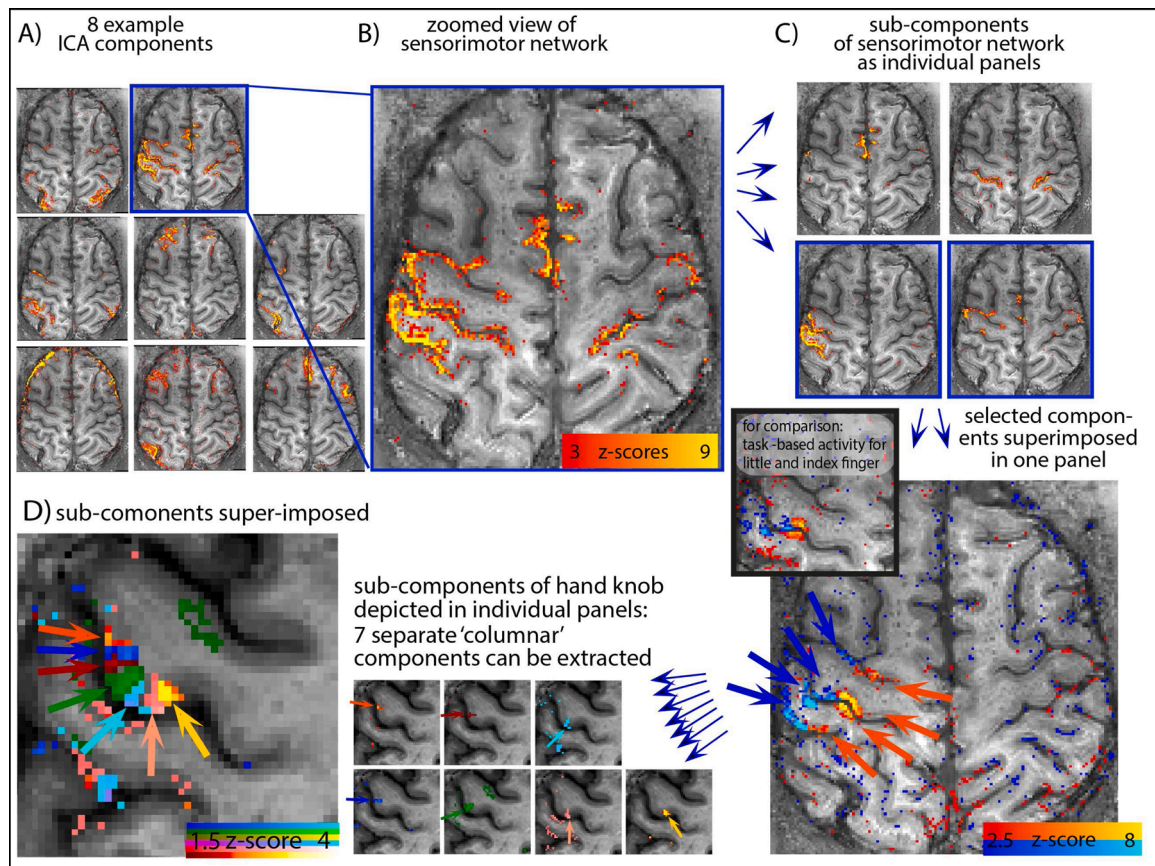 A)
8 example
ICA components
B)
zoomed view of
sensorimotor network
C)
sub-components
of sensorimotor network
as individual panels
3 z-scores 9
for comparison:
task -based activity for
little and index finger
selected compon-
ents superimposed
in one panel
D) sub-comonents super-imposed
sub-components of hand knob
depicted in individual panels:
7 separate ‘columnar’
components can be extracted
1.5 z-score 4
2.5 z-score 8